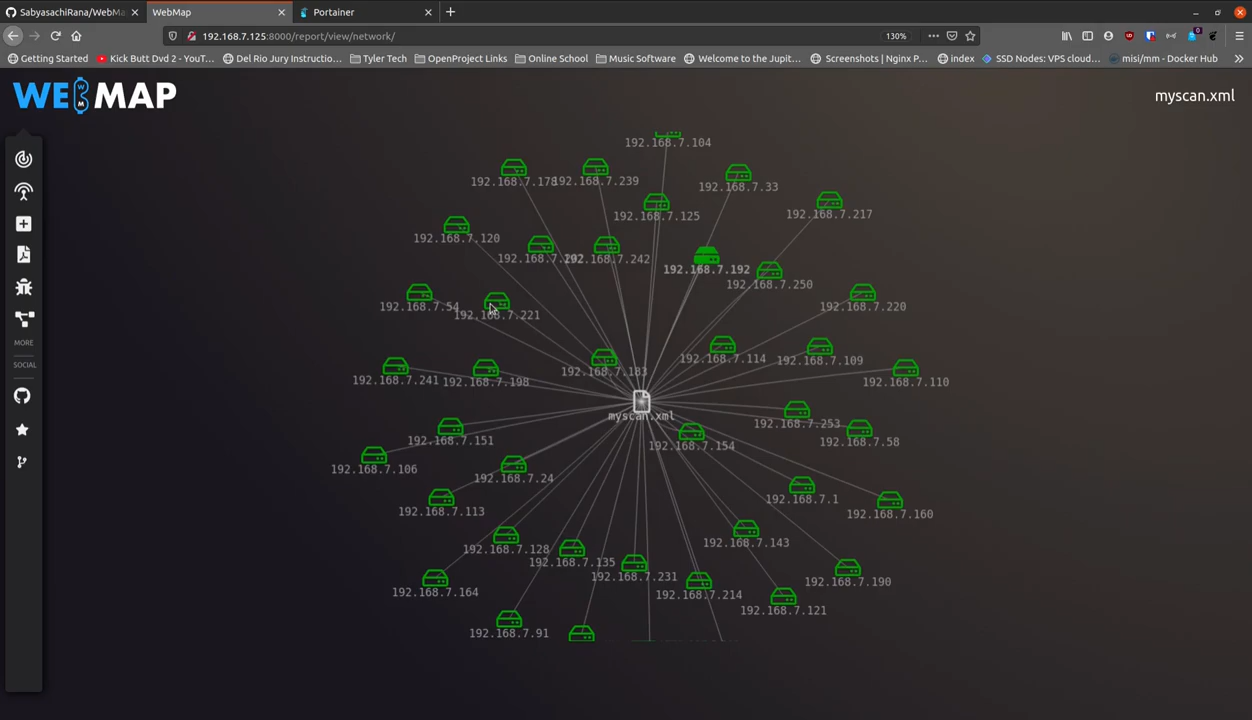 SabyasachiRana/WebMa
WebMap
Portainer
192.168.7.125:8000/report/view/network/
130%
Getting Started
Kick Butt Dvd 2 - YouT…
Del Rio Jury Instructio…
Tyler Tech
OpenProject Links
Online School
Music Software
Welcome to the Jupit…
Screenshots | Nginx P…
index
SSD Nodes: VPS cloud…
misi/mm - Docker Hub
WEBMAP
myscan.xml
192.168.7.104
192.168.7.178
192.168.7.239
192.168.7.33
192.168.7.125
192.168.7.217
192.168.7.120
192.168.7.242
192.168.7.192
192.168.7.250
192.168.7.54
192.168.7.221
192.168.7.220
192.168.7.114
192.168.7.109
192.168.7.183
192.168.7.241
192.168.7.198
192.168.7.110
MORE
SOCIAL
myscan.xml
192.168.7.253
192.168.7.58
192.168.7.151
192.168.7.154
192.168.7.106
192.168.7.24
192.168.7.1
192.168.7.113
192.168.7.160
192.168.7.143
192.168.7.128
192.168.7.135
192.168.7.231
192.168.7.190
192.168.7.164
192.168.7.214
192.168.7.121
192.168.7.91